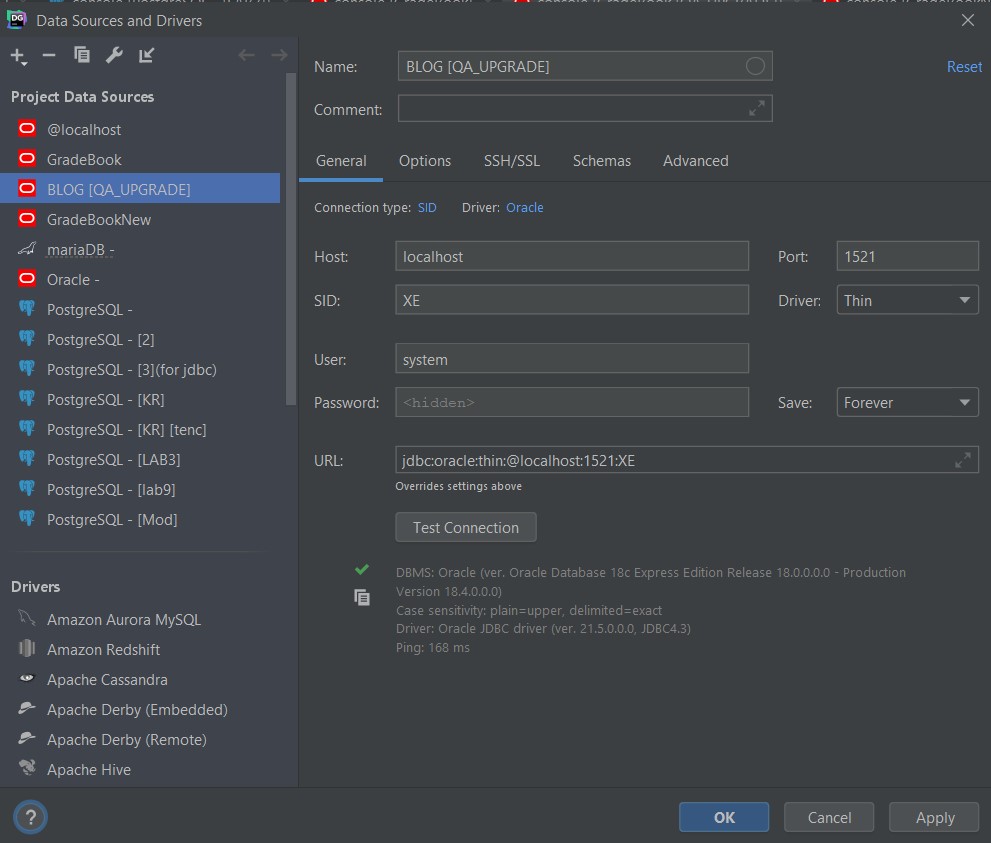 Data Sources and Drivers
Project Data Sources
@localhost
GradeBook
BLOG [QA_UPGRADE]
GradeBookNew
mariaDB -
Oracle -
PostgreSQL -
PostgreSQL - [2]
PostgreSQL - [3](for jdbc)
PostgreSQL - [KR]
PostgreSQL - [KR] [tenc]
PostgreSQL - [LAB3]
PostgreSQL - [lab9]
PostgreSQL - [Mod]
Drivers
Amazon Aurora MySQL
Amazon Redshift
Apache Cassandra
Apache Derby (Embedded)
Apache Derby (Remote)
Apache Hive
Name: BLOG [QA_UPGRADE] Reset
Comment:
General Options SSH/SSL Schemas Advanced
Connection type: SID Driver: Oracle
Host: localhost Port: 1521
SID: XE Driver: Thin
User: system
Password: <hidden> Save: Forever
URL: jdbc:oracle:thin:@localhost:1521:XE
Overrides settings above
Test Connection
DBMS: Oracle (ver. Oracle Database 18c Express Edition Release 18.0.0.0.0 - Production
Version 18.4.0.0.0)
Case sensitivity: plain=upper, delimited=exact
Driver: Oracle JDBC driver (ver. 21.5.0.0.0, JDBC4.3)
Ping: 168 ms
? OK Cancel Apply